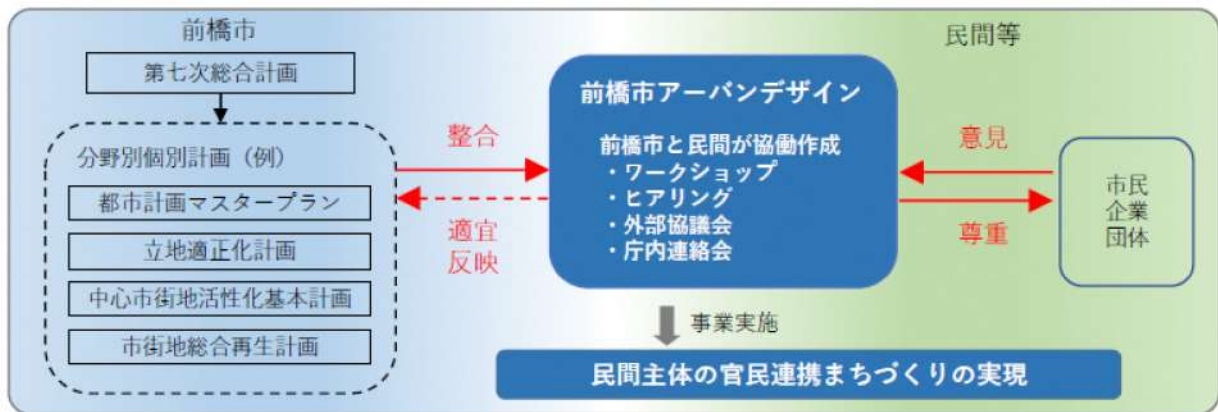 前橋市
第七次総合計画
分野別個別計画（例）
都市計画マスタープラン
立地適正化計画
中心市街地活性化基本計画
市街地総合再生計画
整合
適宜
反映
前橋市アーバンデザイン
前橋市と民間が協働作成
・ワークショップ
・ヒアリング
・外部協議会
・庁内連絡会
民間等
意見
尊重
市民
企業
団体
事業実施
民間主体の官民連携まちづくりの実現